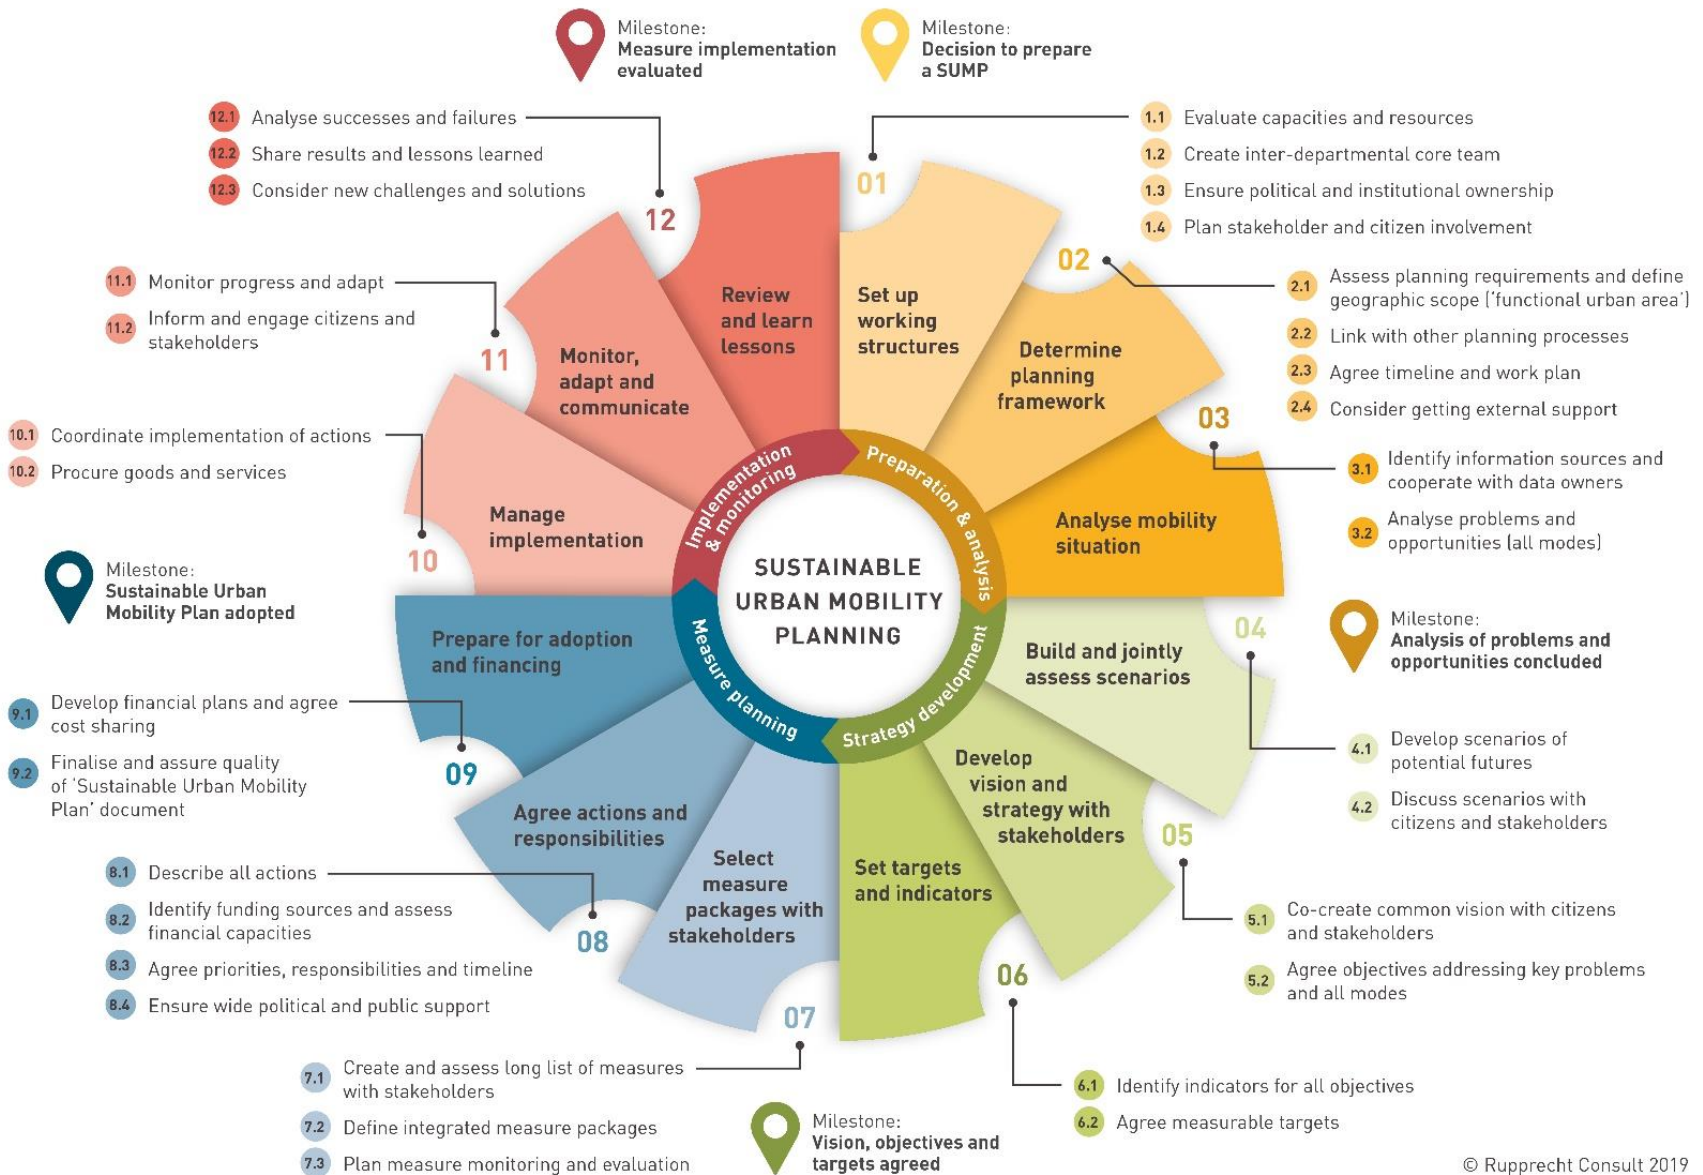 Milestone:
Measure implementation
evaluated
Milestone:
Decision to prepare
a SUMP
12.1 Analyse successes and failures
12.2 Share results and lessons learned
12.3 Consider new challenges and solutions
1.1 Evaluate capacities and resources
1.2 Create inter-departmental core team
1.3 Ensure political and institutional ownership
1.4 Plan stakeholder and citizen involvement
01
12
02
11.1 Monitor progress and adapt
11.2 Inform and engage citizens and
stakeholders
2.1 Assess planning requirements and define
geographic scope (‘functional urban area’)
2.2 Link with other planning processes
2.3 Agree timeline and work plan
2.4 Consider getting external support
Review
and learn
lessons
Set up
working
structures
11
Monitor,
adapt and
communicate
Determine
planning
framework
03
10.1 Coordinate implementation of actions
10.2 Procure goods and services
3.1 Identify information sources and
cooperate with data owners
3.2 Analyse problems and
opportunities (all modes)
Implementation
& monitoring
Preparation & analysis
Manage
implementation
Analyse mobility
situation
10
SUSTAINABLE
URBAN MOBILITY
PLANNING
Milestone:
Sustainable Urban
Mobility Plan adopted
04
Milestone:
Analysis of problems and
opportunities concluded
Prepare for adoption
and financing
Build and jointly
assess scenarios
Measure planning
Strategy development
9.1 Develop financial plans and agree
cost sharing
9.2 Finalise and assure quality
of ‘Sustainable Urban Mobility
Plan’ document
4.1 Develop scenarios of
potential futures
4.2 Discuss scenarios with
citizens and stakeholders
09
Develop
vision and
strategy with
stakeholders
05
Agree actions and
responsibilities
Select
measure
packages with
stakeholders
Set targets
and indicators
8.1 Describe all actions
8.2 Identify funding sources and assess
financial capacities
8.3 Agree priorities, responsibilities and timeline
8.4 Ensure wide political and public support
08
5.1 Co-create common vision with citizens
and stakeholders
5.2 Agree objectives addressing key problems
and all modes
06
07
7.1 Create and assess long list of measures
with stakeholders
7.2 Define integrated measure packages
7.3 Plan measure monitoring and evaluation
6.1 Identify indicators for all objectives
6.2 Agree measurable targets
Milestone:
Vision, objectives and
targets agreed
© Rupprecht Consult 2019